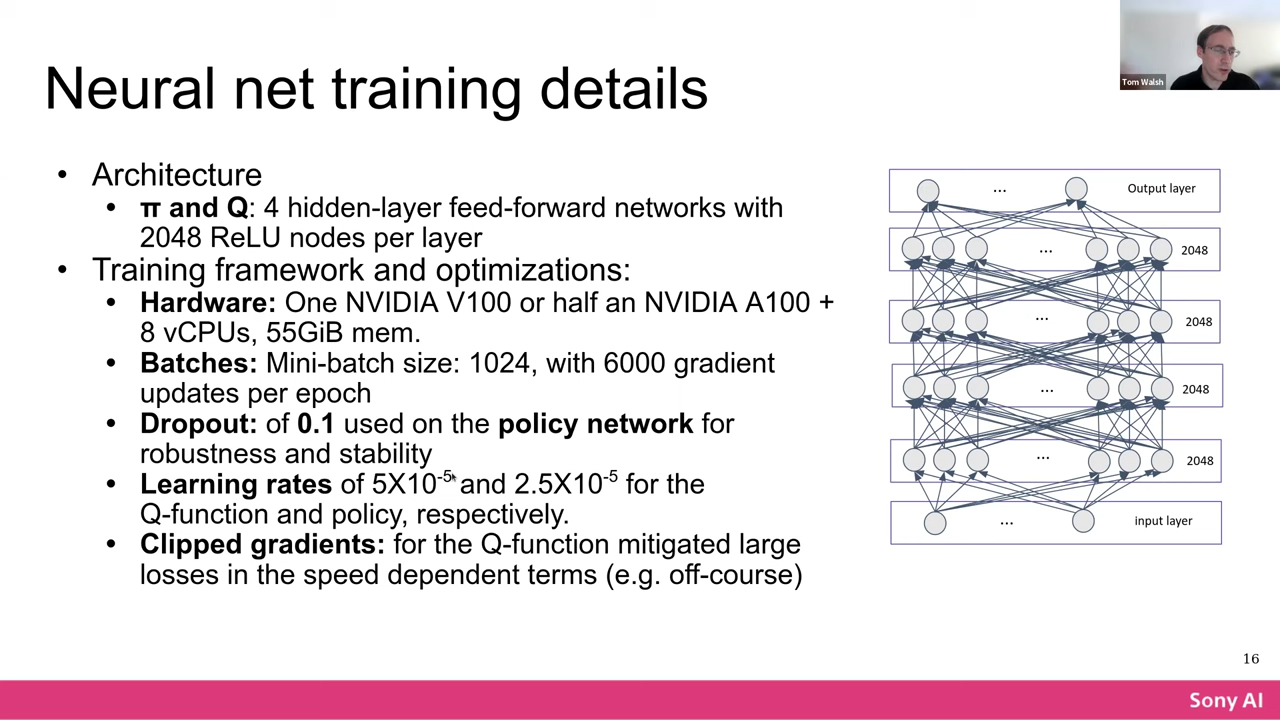 Tom Walsh
Neural net training details
• Architecture
• π and Q: 4 hidden-layer feed-forward networks with
2048 ReLU nodes per layer
• Training framework and optimizations:
• Hardware: One NVIDIA V100 or half an NVIDIA A100 +
8 vCPUs, 55GiB mem.
• Batches: Mini-batch size: 1024, with 6000 gradient
updates per epoch
• Dropout: of 0.1 used on the policy network for
robustness and stability
• Learning rates of 5X10⁻⁵ and 2.5X10⁻⁵ for the
Q-function and policy, respectively.
• Clipped gradients: for the Q-function mitigated large
losses in the speed dependent terms (e.g. off-course)
... Output layer
... 2048
... 2048
... 2048
... 2048
... input layer
16
Sony AI